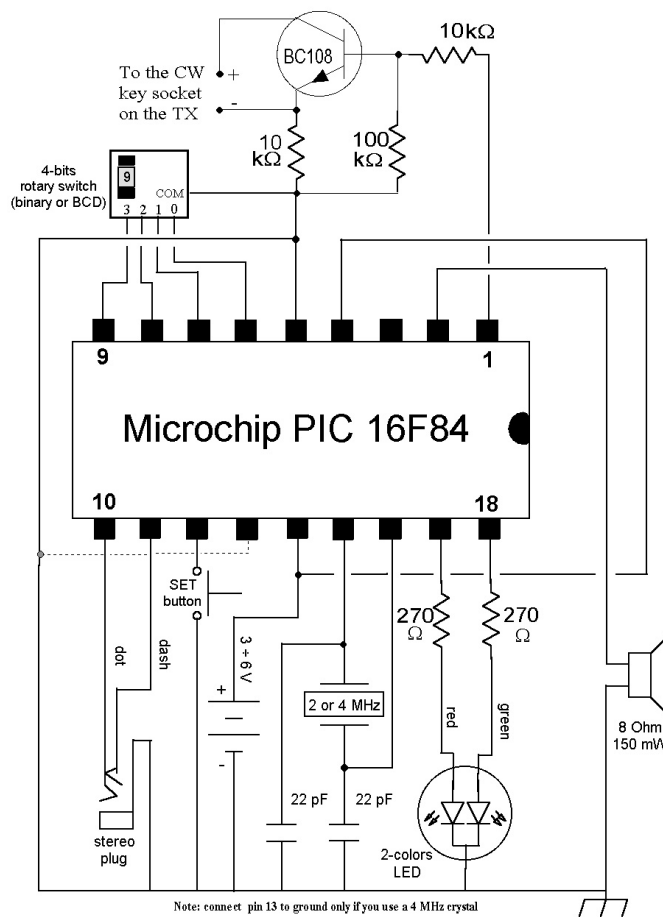 BC108
10kΩ
To the CW
key socket
on the TX
+
-
10
kΩ
100
kΩ
4-bits
rotary switch
(binary or BCD)
9
COM
3 2 1 0
9
1
Microchip PIC 16F84
10
18
SET
button
270
Ω
270
Ω
dot
dash
3 ÷ 6 V
+
-
2 or 4 MHz
red
green
8 Ohm
150 mW
22 pF
22 pF
stereo
plug
2-colors
LED
Note: connect pin 13 to ground only if you use a 4 MHz crystal